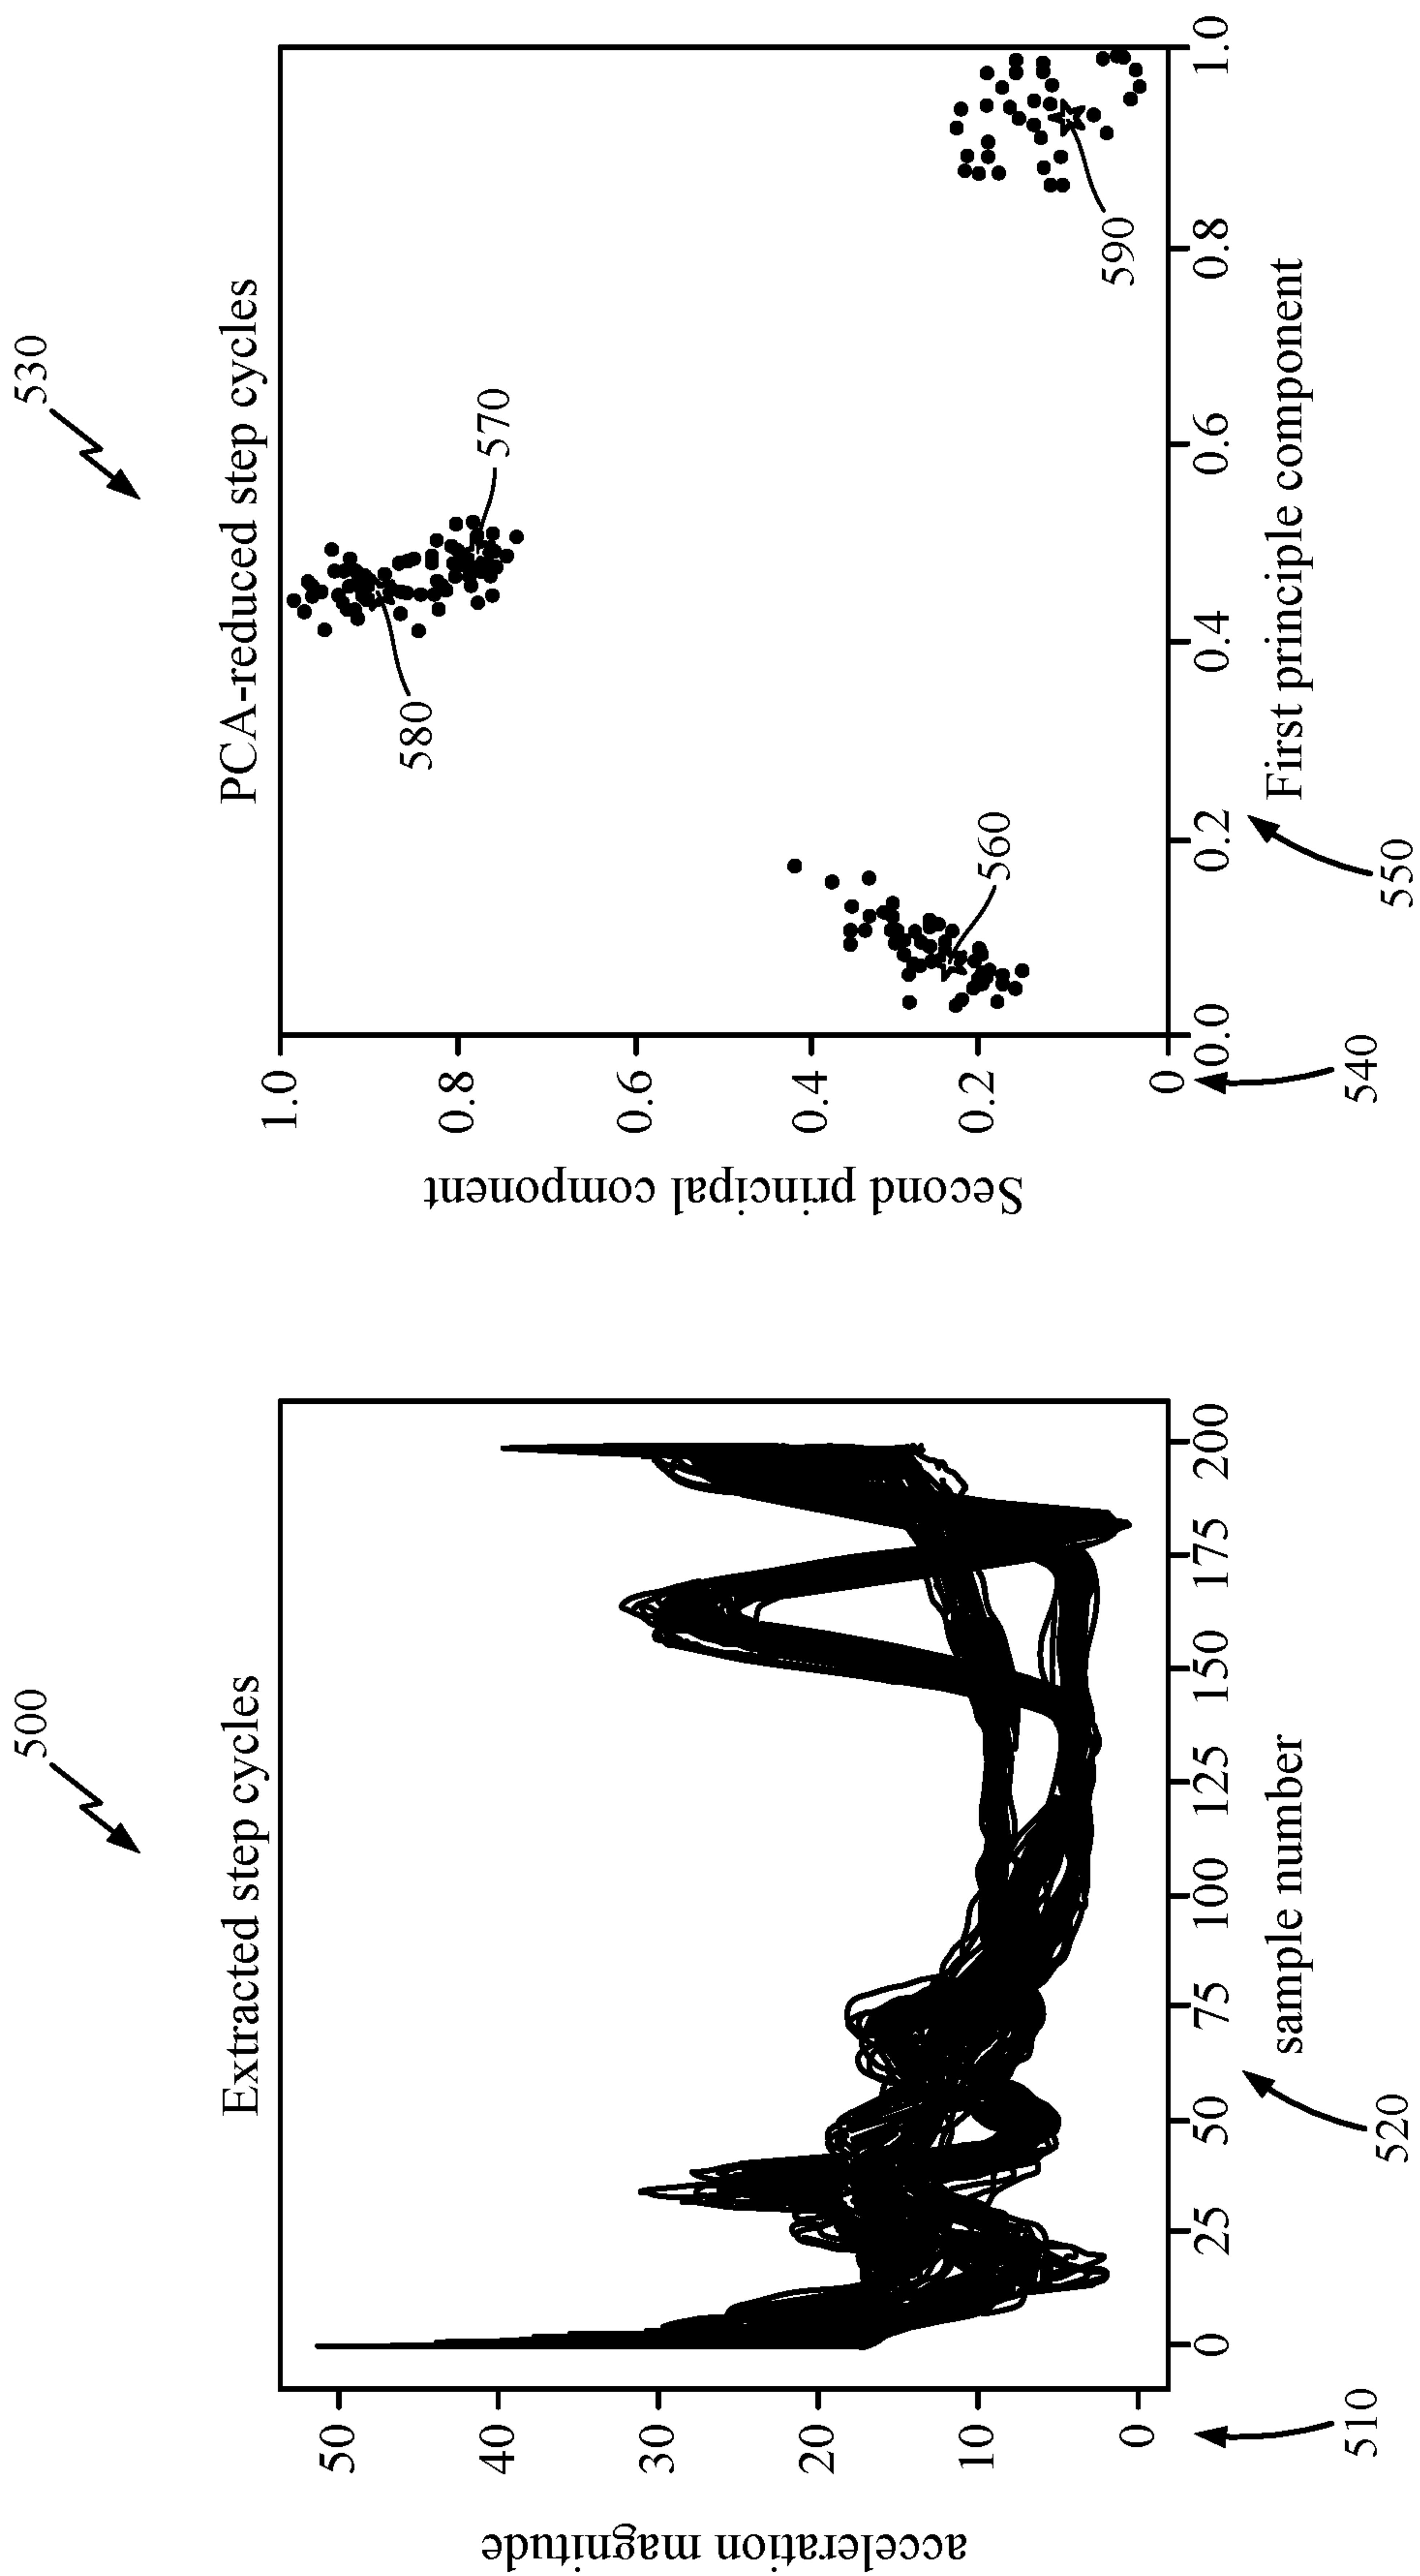 500
Extracted step cycles
acceleration magnitude
50
40
30
20
10
0
0 25 50 75 100 125 150 175 200
sample number
510
520
530
PCA-reduced step cycles
Second principal component
1.0
0.8
0.6
0.4
0.2
0
0.0 0.2 0.4 0.6 0.8 1.0
First principle component
540
550
560
570
580
590